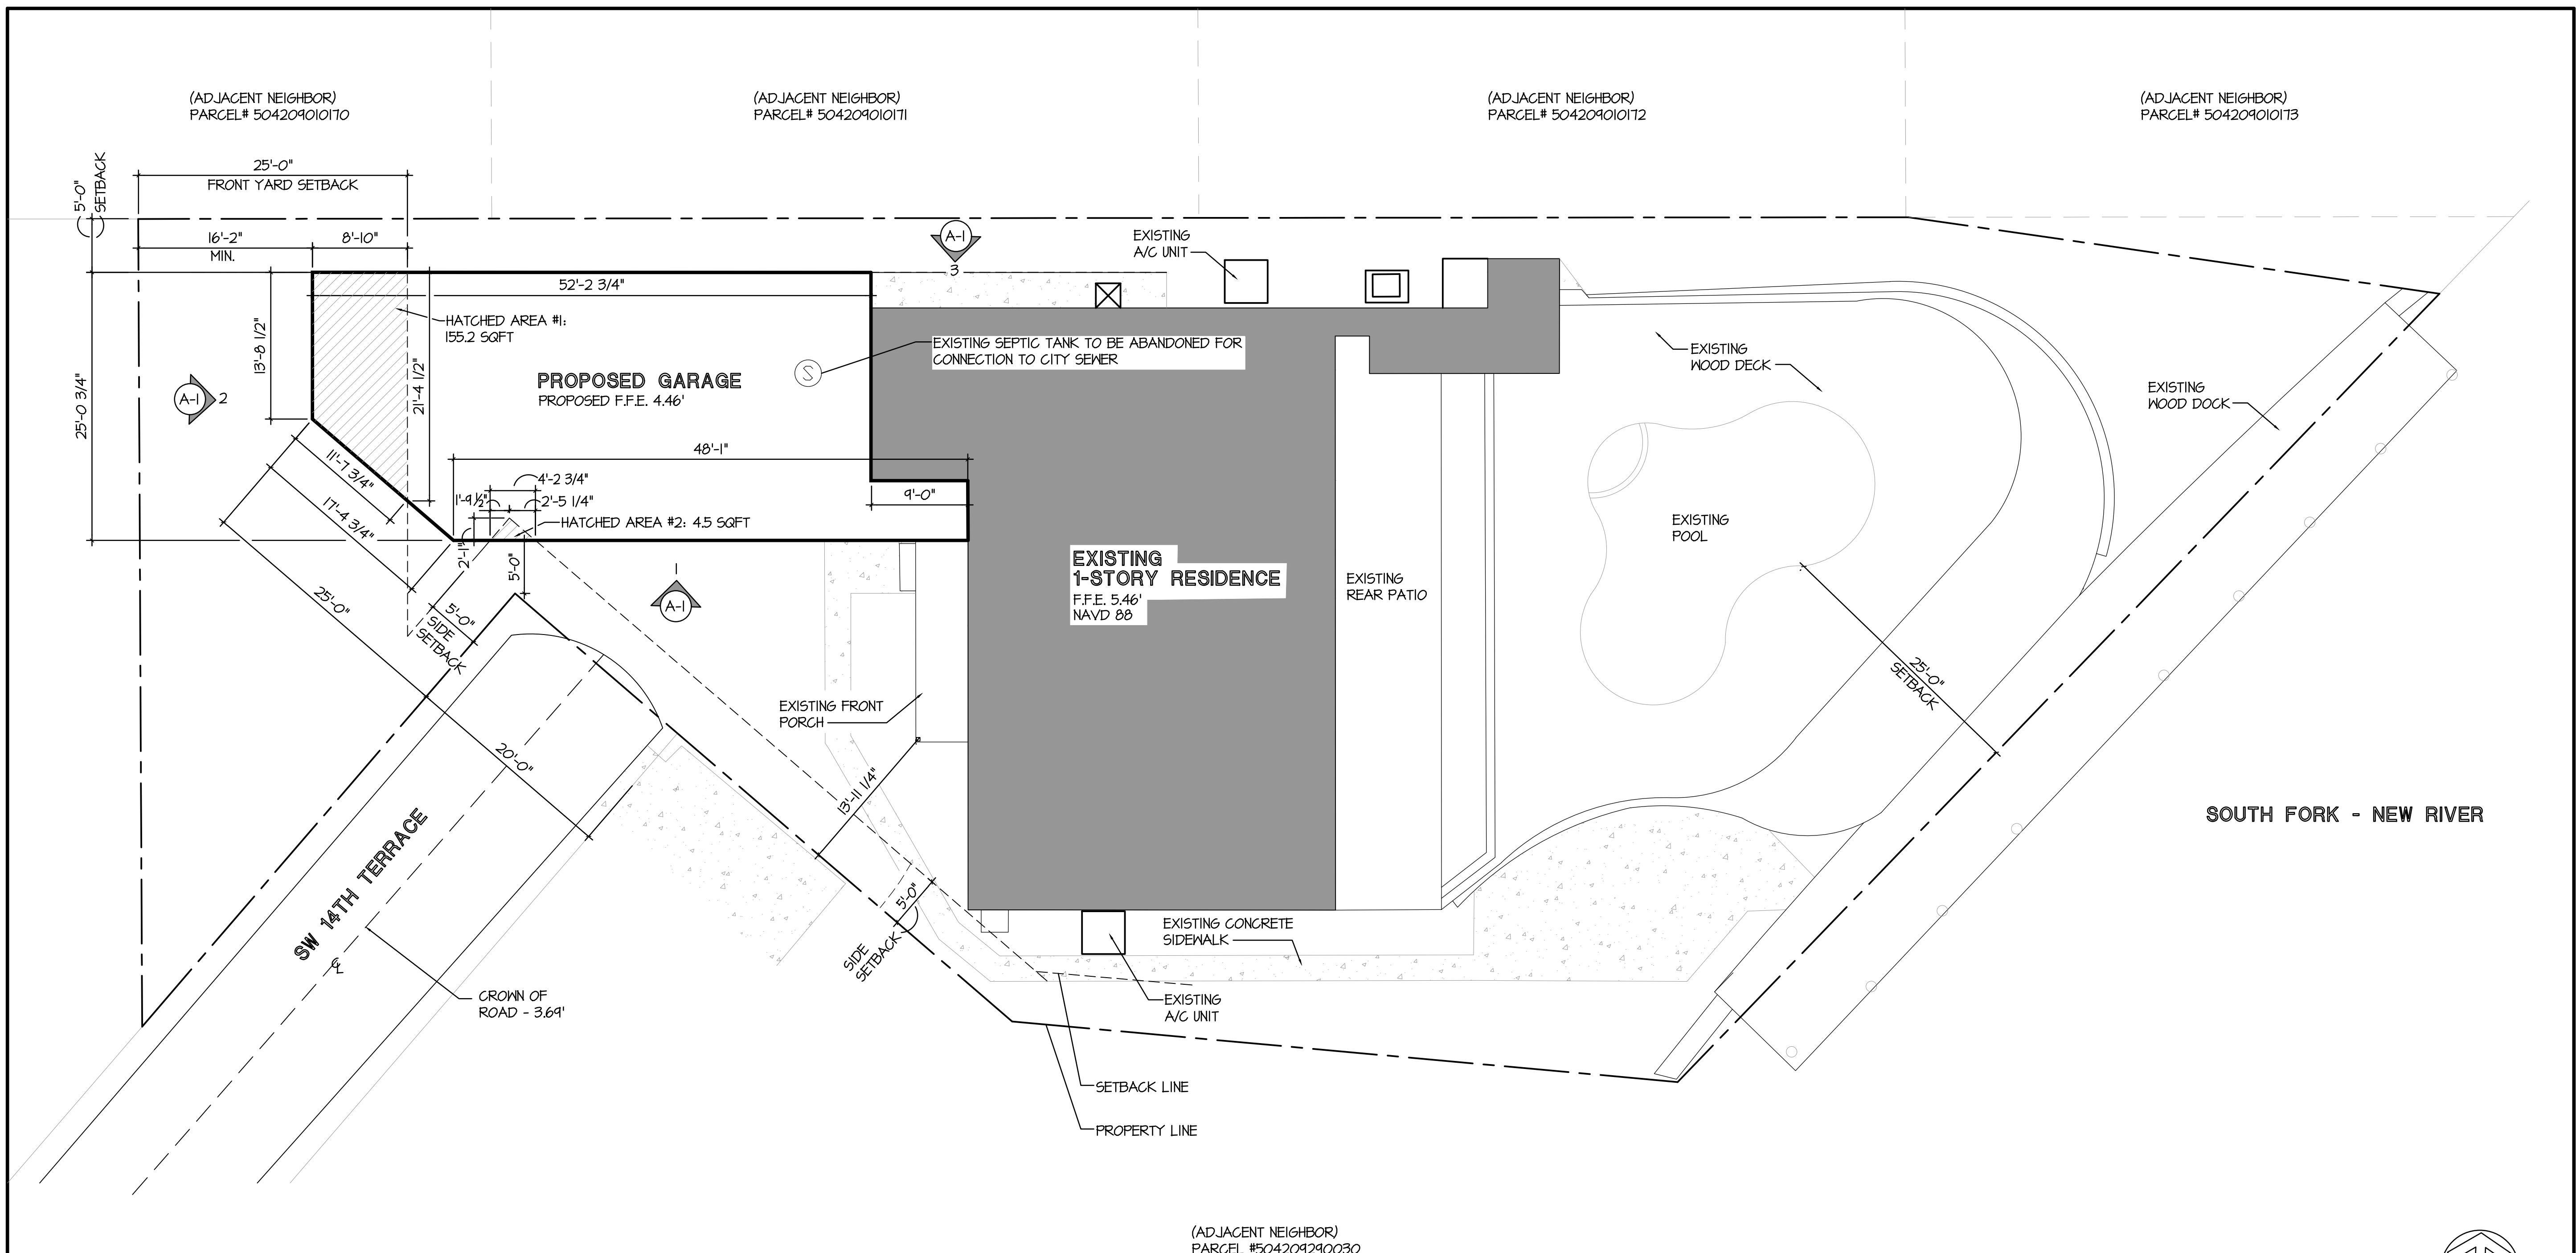 (ADJACENT NEIGHBOR)
PARCEL# 504209010170
(ADJACENT NEIGHBOR)
PARCEL# 504209010171
(ADJACENT NEIGHBOR)
PARCEL# 504209010172
(ADJACENT NEIGHBOR)
PARCEL# 504209010173
5'-0"
SETBACK
25'-0"
FRONT YARD SETBACK
16'-2"
MIN.
8'-10"
A-1
3
EXISTING
A/C UNIT
52'-2 3/4"
HATCHED AREA #1:
155.2 SQFT
13'-8 1/2"
21'-4 1/2"
25'-0 3/4"
A-1
2
PROPOSED GARAGE
PROPOSED F.F.E. 4.46'
S
EXISTING SEPTIC TANK TO BE ABANDONED FOR
CONNECTION TO CITY SEWER
EXISTING
WOOD DECK
EXISTING
WOOD DOCK
48'-1"
11'-7 3/4"
17'-4 3/4"
4'-2 3/4"
1'-9 1/2"
2'-5 1/4"
9'-0"
HATCHED AREA #2: 4.5 SQFT
2'-1"
5'-0"
EXISTING
POOL
EXISTING
1-STORY RESIDENCE
F.F.E. 5.46'
NAVD 88
EXISTING
REAR PATIO
1
A-1
25'-0"
5'-0"
SIDE
SETBACK
25'-0"
SETBACK
EXISTING FRONT
PORCH
20'-0"
13'-11 1/4"
SW 14TH TERRACE
CL
SOUTH FORK - NEW RIVER
5'-0"
SIDE
SETBACK
EXISTING CONCRETE
SIDEWALK
CROWN OF
ROAD - 3.69'
EXISTING
A/C UNIT
SETBACK LINE
PROPERTY LINE
(ADJACENT NEIGHBOR)
PARCEL #504209290030